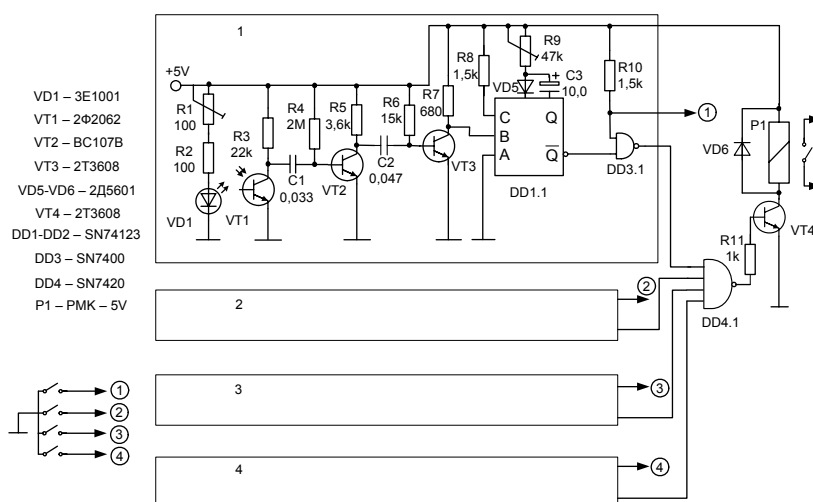 VD1 – 3E1001
VT1 – 2Ф2062
VT2 – BC107B
VT3 – 2T3608
VD5-VD6 – 2Д5601
VT4 – 2T3608
DD1-DD2 – SN74123
DD3 – SN7400
DD4 – SN7420
P1 – PMK – 5V
1
+5V
R1
100
R2
100
VD1
R3
22k
VT1
R4
2M
C1
0,033
R5
3,6k
VT2
C2
0,047
R6
15k
R7
680
VT3
R8
1,5k
R9
47k
VD5
C3
+
10,0
C
B
A
Q
Q
DD1.1
R10
1,5k
1
DD3.1
VD6
P1
VT4
R11
1k
DD4.1
2
2
3
3
4
4
1
2
3
4